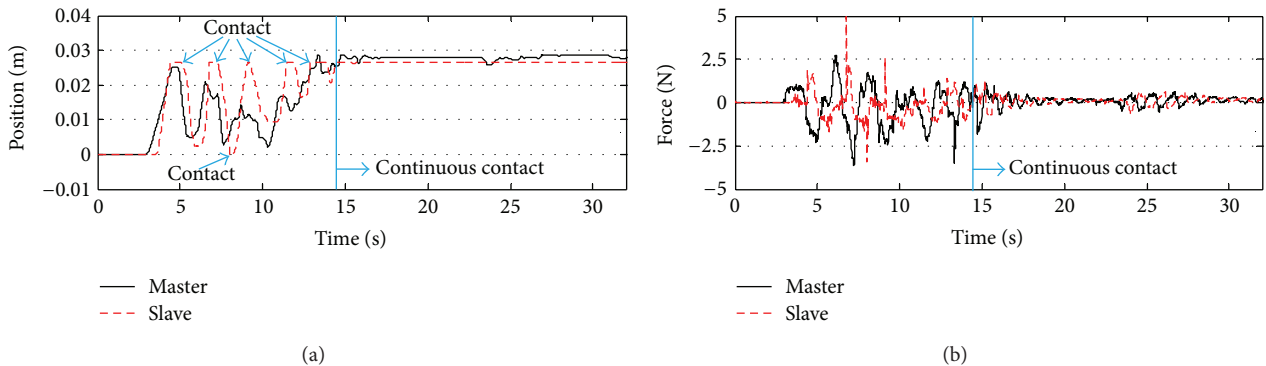 0.04
0.03
0.02
0.01
0
−0.01
Position (m)
Contact
Contact
Continuous contact
0 5 10 15 20 25 30
Time (s)
Master
Slave
(a)
5
2.5
0
−2.5
−5
Force (N)
Continuous contact
0 5 10 15 20 25 30
Time (s)
Master
Slave
(b)